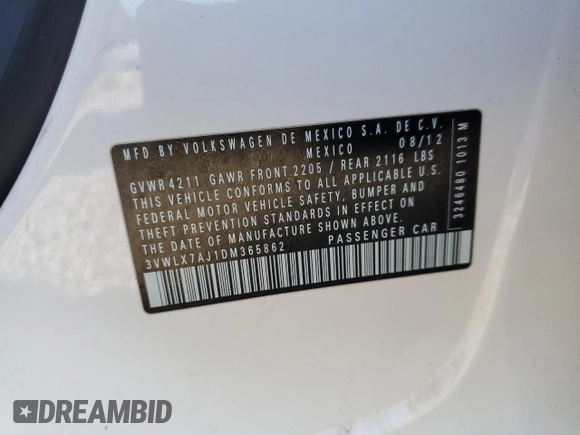 MFD BY VOLKSWAGEN DE MEXICO S.A. DE C.V.
MEXICO 08/12
GVWR 4211 GAWR FRONT 2205 / REAR 2116 LBS
THIS VEHICLE CONFORMS TO ALL APPLICABLE U.S.
FEDERAL MOTOR VEHICLE SAFETY, BUMPER AND
THEFT PREVENTION STANDARDS IN EFFECT ON
THE DATE OF MANUFACTURE SHOWN ABOVE.
3VWLX7AJ1DM365862 PASSENGER CAR
3246480 1013 M
DREAMBID